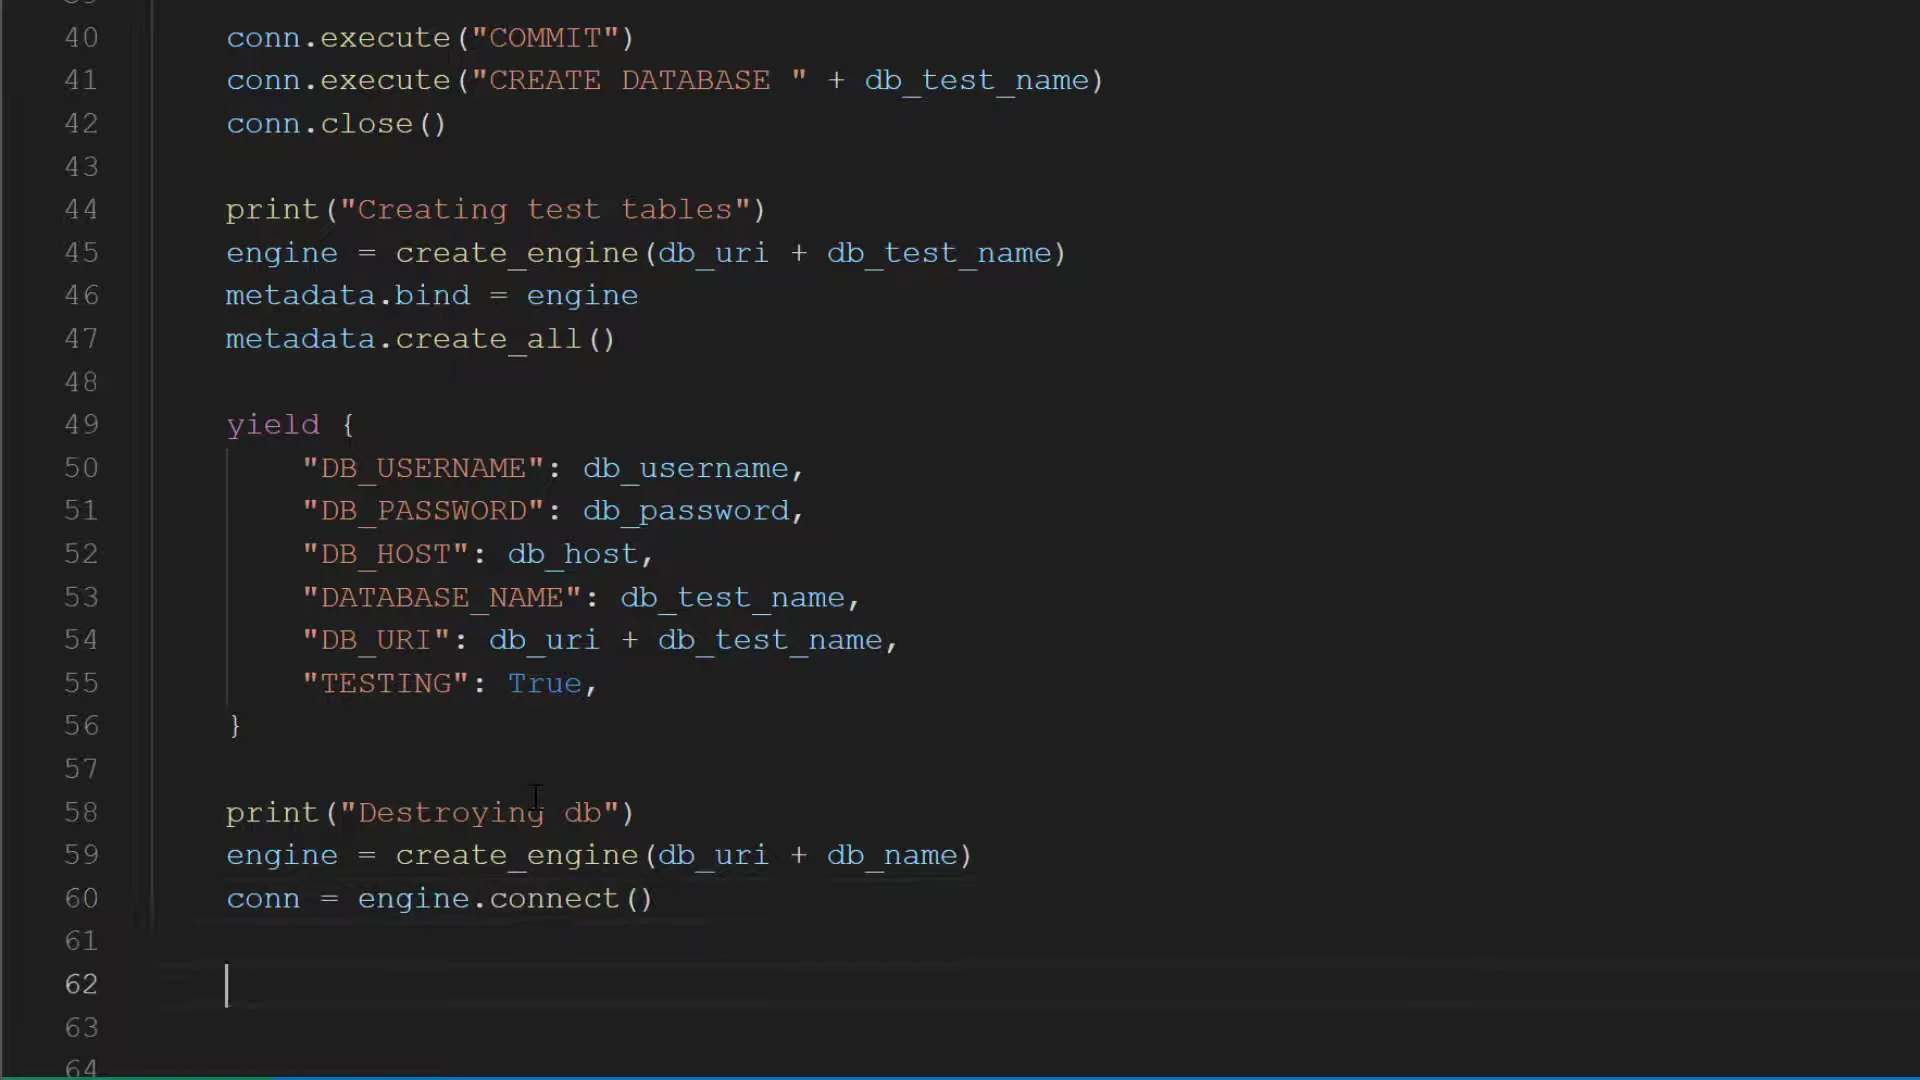 40 conn.execute("COMMIT")
41 conn.execute("CREATE DATABASE " + db_test_name)
42 conn.close()
43
44 print("Creating test tables")
45 engine = create_engine(db_uri + db_test_name)
46 metadata.bind = engine
47 metadata.create_all()
48
49 yield {
50 "DB_USERNAME": db_username,
51 "DB_PASSWORD": db_password,
52 "DB_HOST": db_host,
53 "DATABASE_NAME": db_test_name,
54 "DB_URI": db_uri + db_test_name,
55 "TESTING": True,
56 }
57
58 print("Destroying db")
59 engine = create_engine(db_uri + db_name)
60 conn = engine.connect()
61
62
63
64